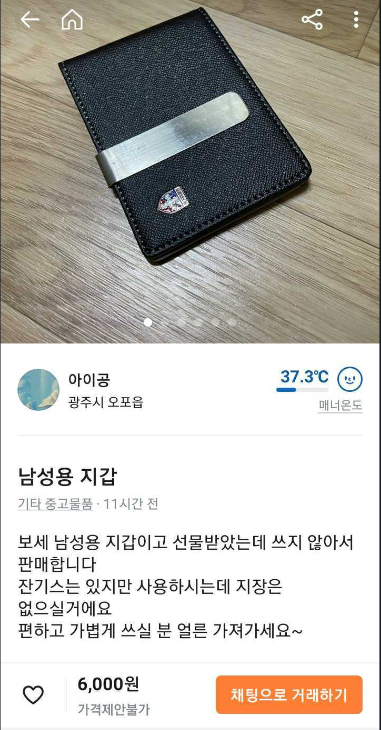 아이공
광주시 오포읍
37.3℃
매너온도
남성용 지갑
기타 중고물품 · 11시간 전
보세 남성용 지갑이고 선물받았는데 쓰지 않아서
판매합니다
잔기스는 있지만 사용하시는데 지장은
없으실거에요
편하고 가볍게 쓰실 분 얼른 가져가세요~
6,000원
가격제안불가
채팅으로 거래하기